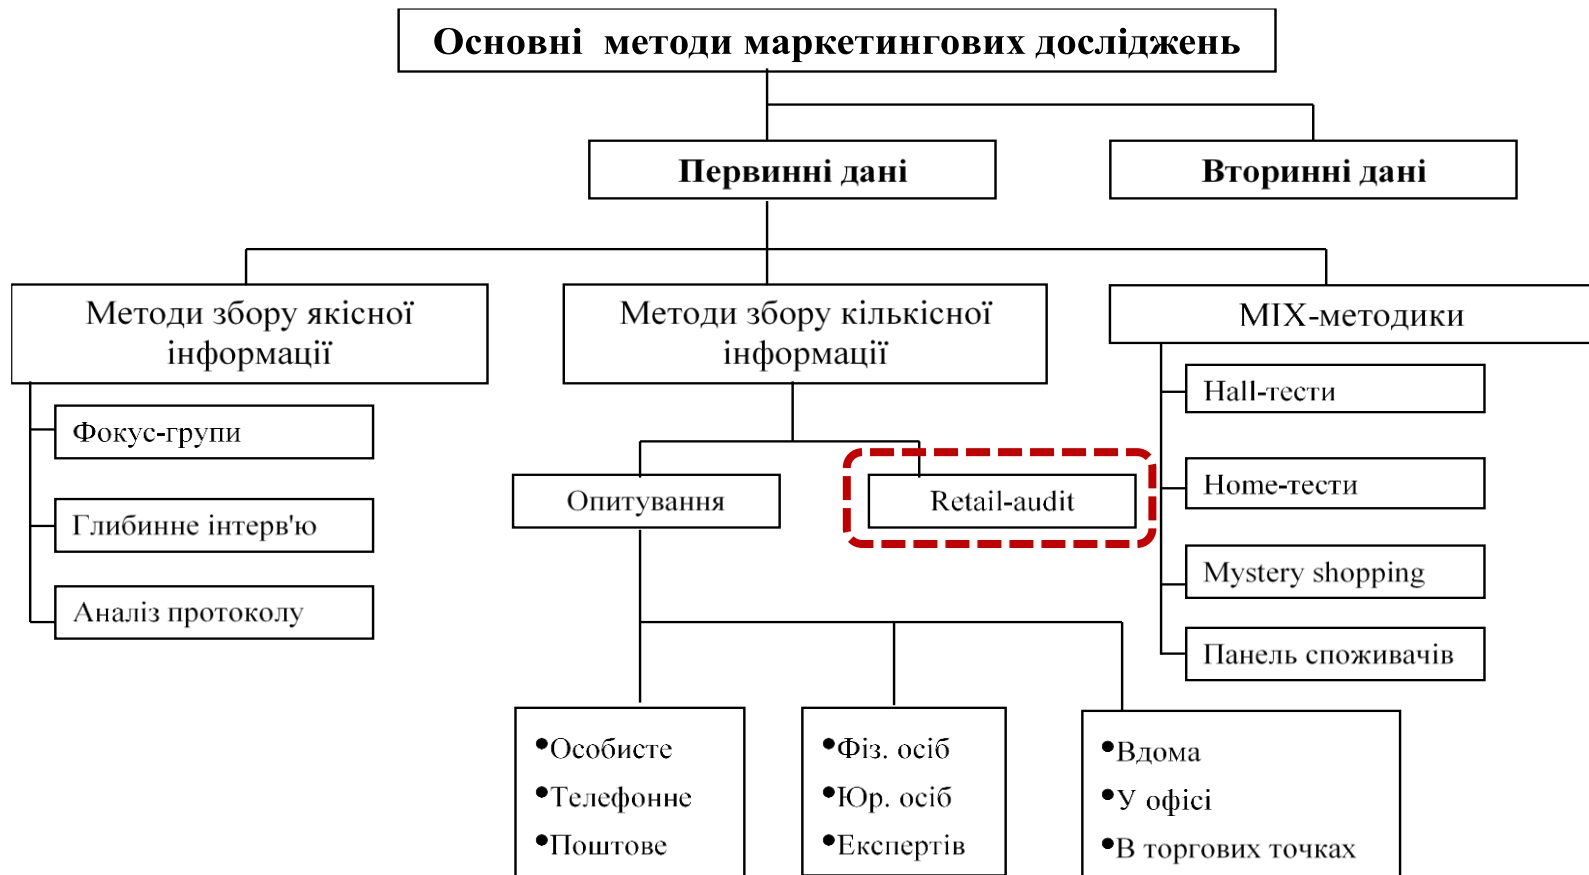 Основні методи маркетингових досліджень
Первинні дані
Вторинні дані
Методи збору якісної
інформації
Методи збору кількісної
інформації
MIX-методики
Фокус-групи
Глибинне інтерв'ю
Аналіз протоколу
Опитування
Retail-audit
Hall-тести
Home-тести
Mystery shopping
Панель споживачів
•Особисте
•Телефонне
•Поштове
•Фіз. осіб
•Юр. осіб
•Експертів
•Вдома
•У офісі
•В торгових точках